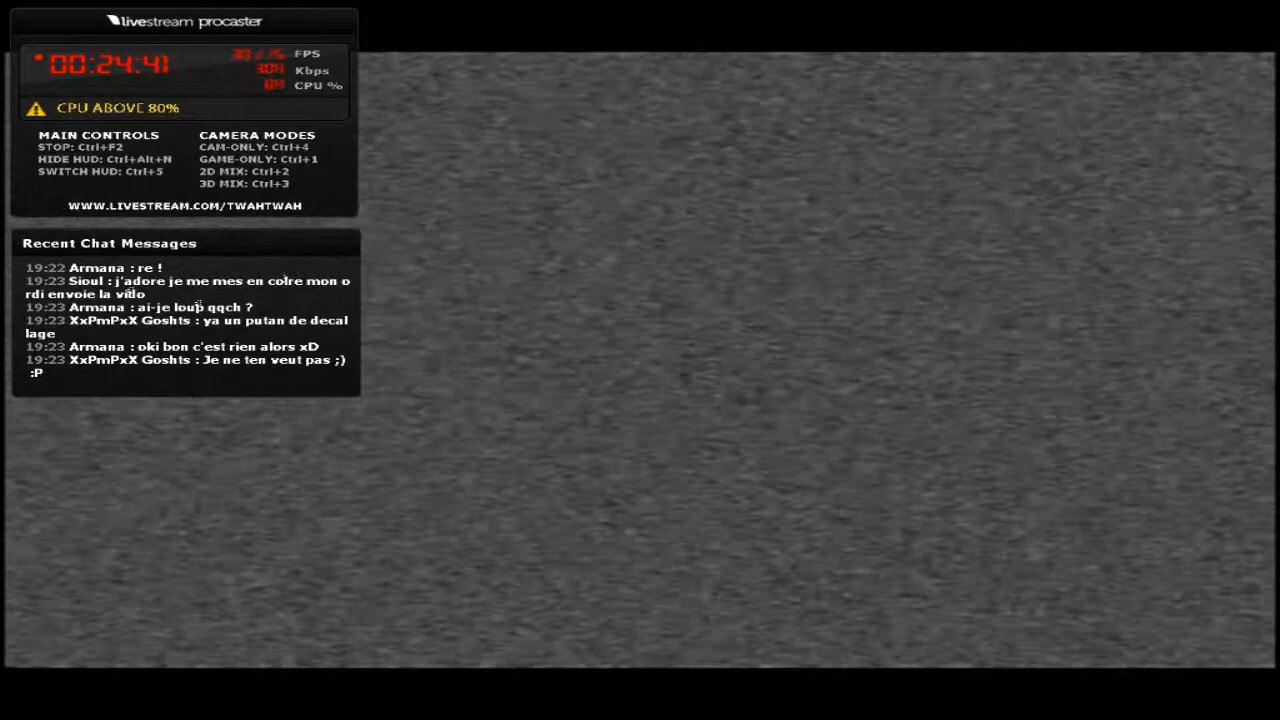 livestream procaster
00:24:41
FPS
Kbps
CPU %
CPU ABOVE 80%
MAIN CONTROLS
STOP: Ctrl+F2
HIDE HUD: Ctrl+Alt+N
SWITCH HUD: Ctrl+5
CAMERA MODES
CAM-ONLY: Ctrl+4
GAME-ONLY: Ctrl+1
2D MIX: Ctrl+2
3D MIX: Ctrl+3
WWW.LIVESTREAM.COM/TWAHTWAH
Recent Chat Messages
19:22 Armana : re !
19:23 Sioul : j'adore je me mes en colre mon o
rdi envoie la vido
19:23 Armana : ai-je loup qqch ?
19:23 XxPmPxX Goshts : ya un putan de decal
lage
19:23 Armana : oki bon c'est rien alors xD
19:23 XxPmPxX Goshts : Je ne ten veut pas ;)
:P